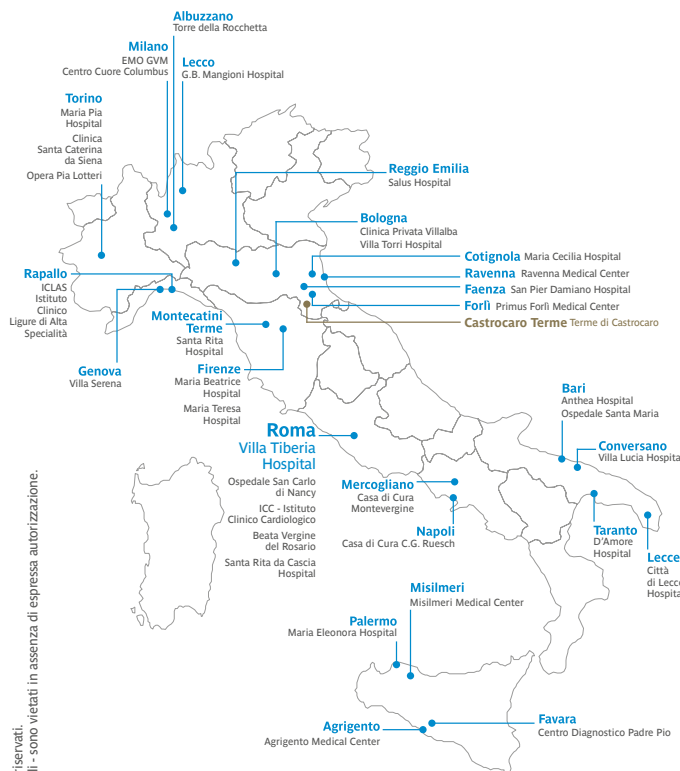 Albuzzano
Torre della Rocchetta
Milano
EMO GVM
Centro Cuore Columbus
Lecco
G.B. Mangioni Hospital
Torino
Maria Pia
Hospital
Clinica
Santa Caterina
da Siena
Opera Pia Lotteri
Reggio Emilia
Salus Hospital
Bologna
Clinica Privata Villalba
Villa Torri Hospital
Cotignola Maria Cecilia Hospital
Ravenna Ravenna Medical Center
Faenza San Pier Damiano Hospital
Forlì Primus Forlì Medical Center
Castrocaro Terme Terme di Castrocaro
Rapallo
ICLAS
Istituto
Clinico
Ligure di Alta
Specialità
Genova
Villa Serena
Montecatini
Terme
Santa Rita
Hospital
Firenze
Maria Beatrice
Hospital
Maria Teresa
Hospital
Roma
Villa Tiberia
Hospital
Ospedale San Carlo
di Nancy
ICC - Istituto
Clinico Cardiologico
Beata Vergine
del Rosario
Santa Rita da Cascia
Hospital
Mercogliano
Casa di Cura
Montevergine
Napoli
Casa di Cura C.G. Ruesch
Bari
Anthea Hospital
Ospedale Santa Maria
Conversano
Villa Lucia Hospital
Taranto
D'Amore
Hospital
Lecce
Città
di Lecce
Hospital
Misilmeri
Misilmeri Medical Center
Palermo
Maria Eleonora Hospital
Agrigento
Agrigento Medical Center
Favara
Centro Diagnostico Padre Pio
riservati.
li - sono vietati in assenza di espressa autorizzazione.